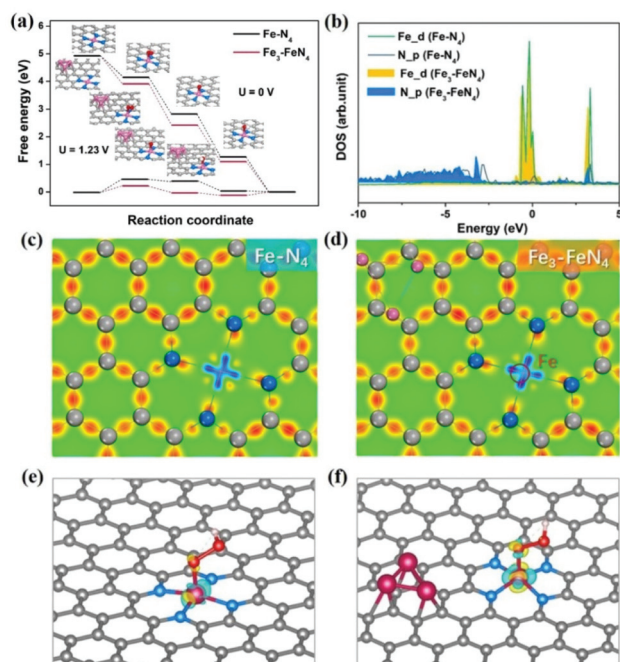 (a)
Free energy (eV)
6
5
4
3
2
1
0
Fe-N₄
Fe₃-FeN₄
U = 0 V
U = 1.23 V
Reaction coordinate
(b)
DOS (arb.unit)
Fe_d (Fe-N₄)
N_p (Fe-N₄)
Fe_d (Fe₃-FeN₄)
N_p (Fe₃-FeN₄)
-10 -5 0 5
Energy (eV)
(c)
Fe-N₄
(d)
Fe₃-FeN₄
Fe
(e)
(f)